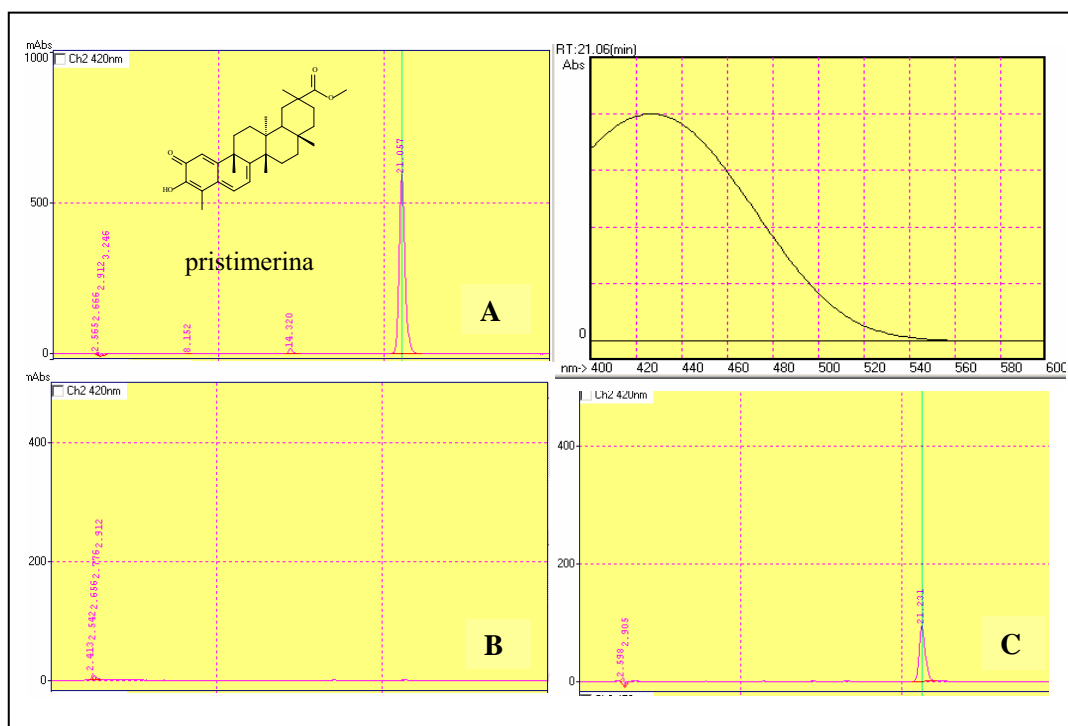 mAbs
1000
Ch2 420nm
500
0
O
O
O
HO
pristimerina
2.565
2.666
2.912
3.246
8.152
14.320
21.057
A
RT:21.06(min)
Abs
0
nm-> 400 420 440 460 480 500 520 540 560 580 600
mAbs
Ch2 420nm
400
200
0
2.413
2.542
2.656
2.776
2.912
B
Ch2 420nm
400
200
0
2.598
2.905
21.231
C